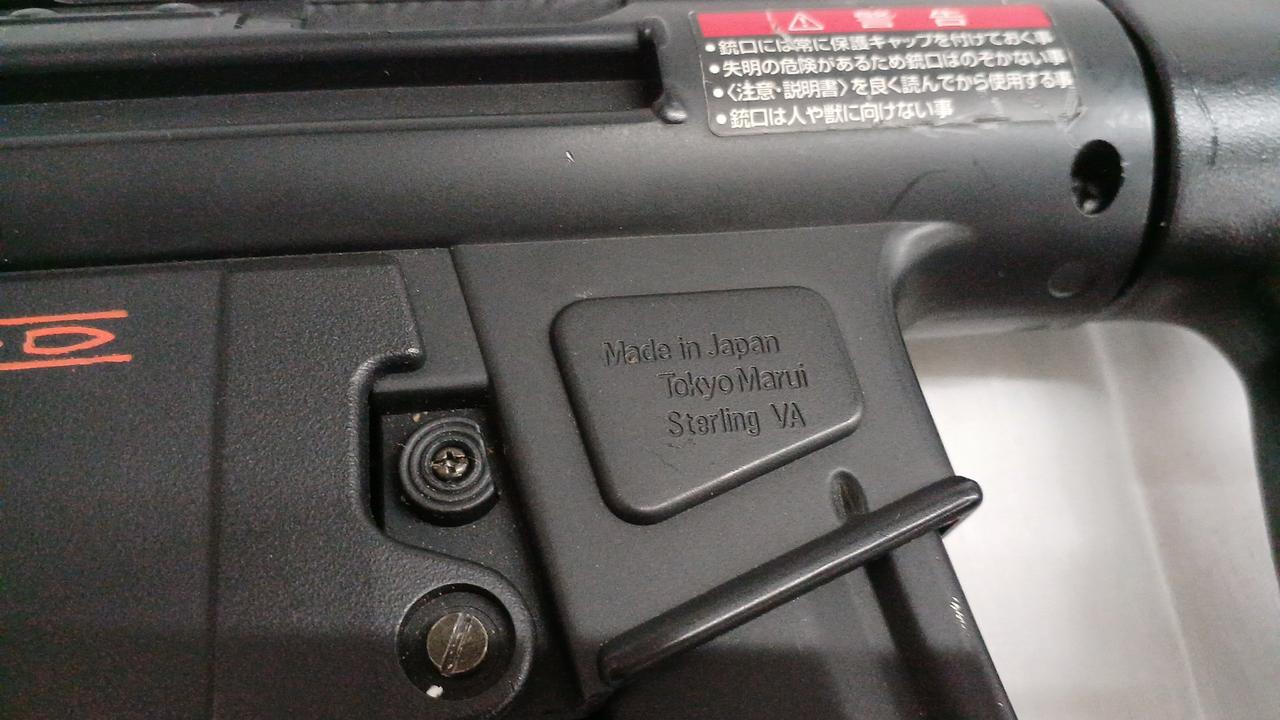 ⚠ 警告
•銃口には常に保護キャップを付けておく事
•失明の危険があるため銃口はのぞかない事
•〈注意・説明書〉を良く読んでから使用する事
•銃口は人や獣に向けない事
Made in Japan
Tokyo Marui
Sterling VA